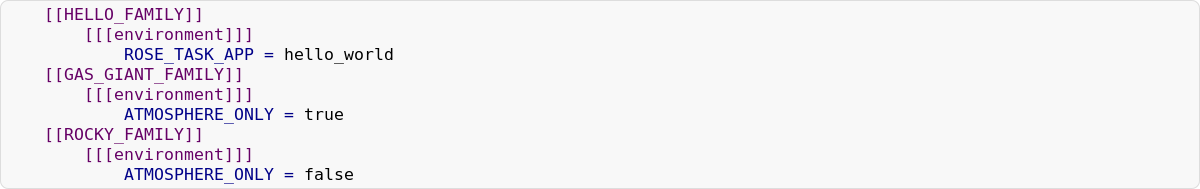 [[HELLO_FAMILY]]
[[[environment]]]
ROSE_TASK_APP = hello_world
[[GAS_GIANT_FAMILY]]
[[[environment]]]
ATMOSPHERE_ONLY = true
[[ROCKY_FAMILY]]
[[[environment]]]
ATMOSPHERE_ONLY = false